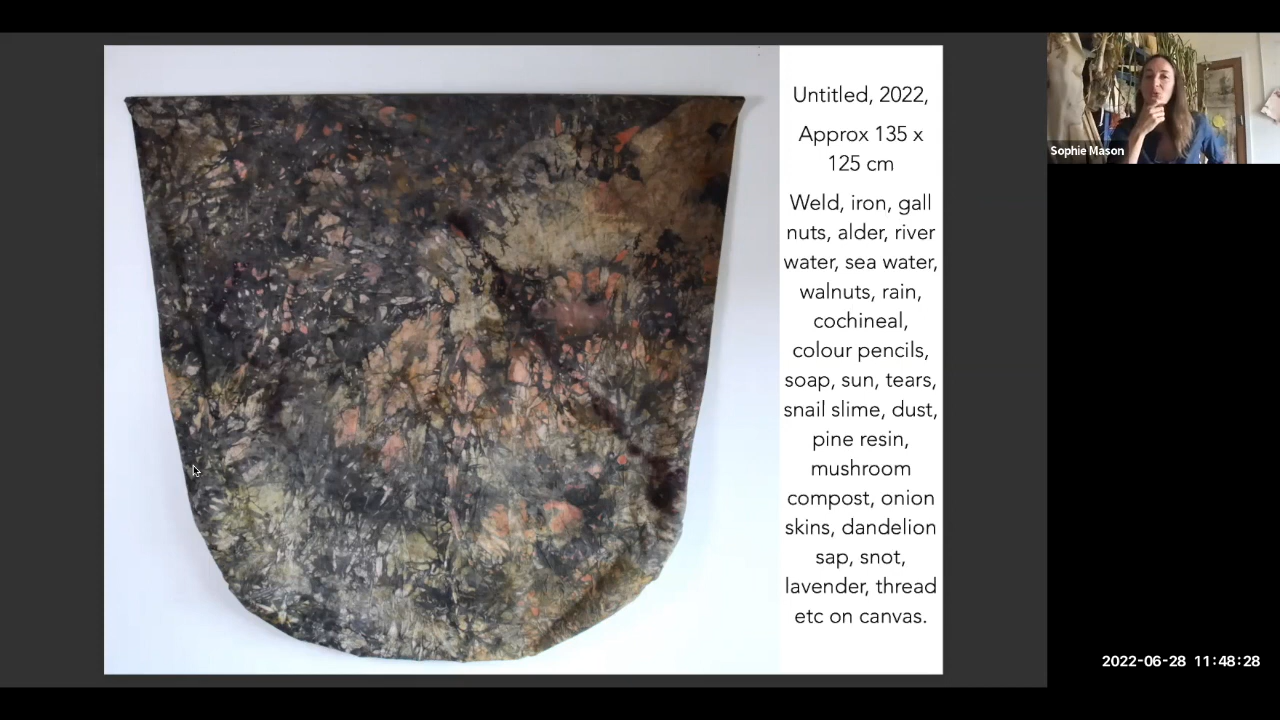 Untitled, 2022,
Approx 135 x
125 cm
Weld, iron, gall
nuts, alder, river
water, sea water,
walnuts, rain,
cochineal,
colour pencils,
soap, sun, tears,
snail slime, dust,
pine resin,
mushroom
compost, onion
skins, dandelion
sap, snot,
lavender, thread
etc on canvas.
Sophie Mason
2022-06-28 11:48:28